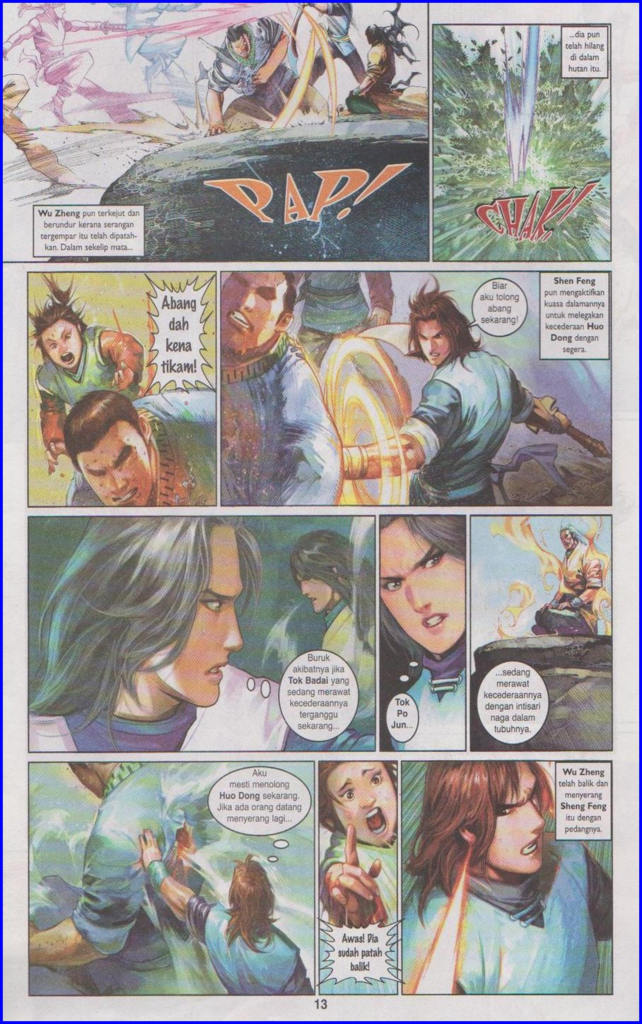 PAP!
Wu Zheng pun terkejut dan
berundur kerana serangan
tergempar itu telah dipatah-
kan. Dalam sekelip mata...
...dia pun
telah hilang
di dalam
hutan itu.
CHAK!
Abang
dah
kena
tikam!
Biar
aku tolong
abang
sekarang!
Shen Feng
pun mengaktifkan
kuasa dalamannya
untuk melegakan
kecederaan Huo
Dong dengan
segera.
Buruk
akibatnya jika
Tok Badai yang
sedang merawat
kecederaannya
terganggu
sekarang...
Tok
Po
Jun...
...sedang
merawat
kecederaannya
dengan intisari
naga dalam
tubuhnya.
Aku
mesti menolong
Huo Dong sekarang.
Jika ada orang datang
menyerang lagi...
Awas! Dia
sudah patah
balik!
Wu Zheng
telah balik dan
menyerang
Sheng Feng
itu dengan
pedangnya.
13